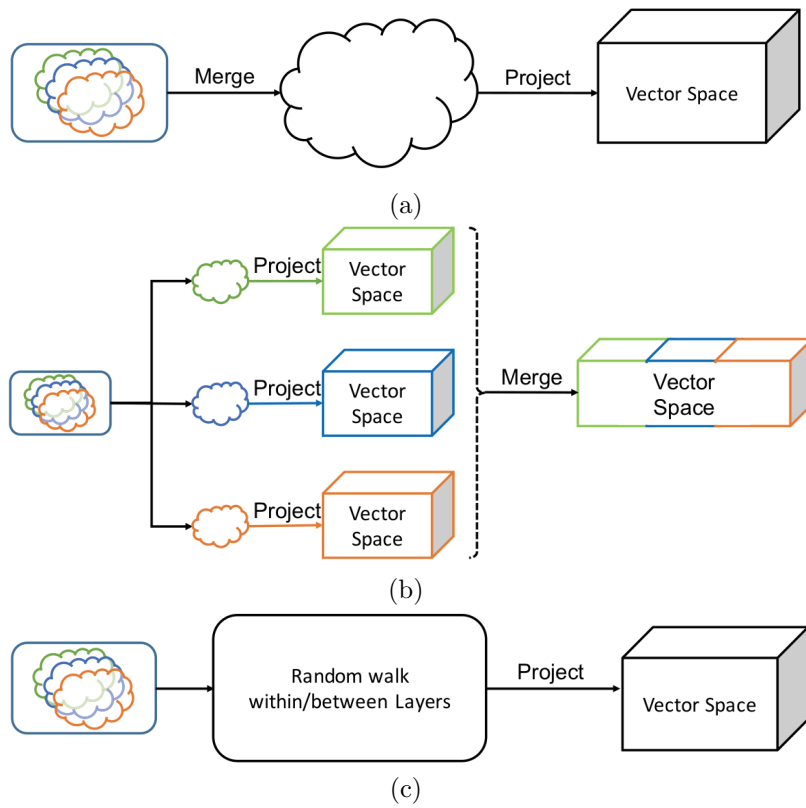 Merge
Project
Vector Space
(a)
Project
Vector
Space
Project
Vector
Space
Merge
Vector
Space
Project
Vector
Space
(b)
Random walk
within/between Layers
Project
Vector Space
(c)